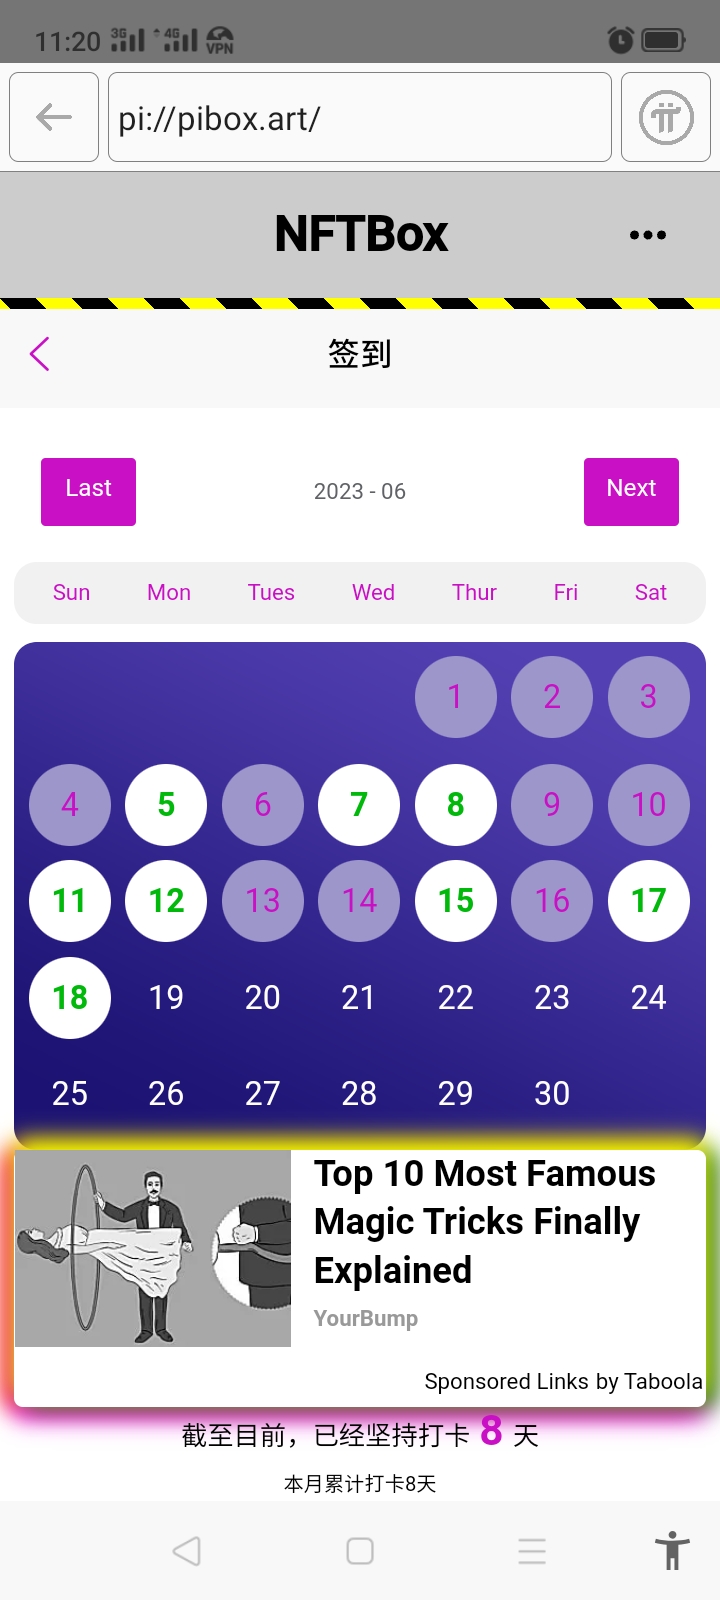 11:20 3G 4G VPN
pi://pibox.art/
NFTBox
签到
Last 2023 - 06 Next
Sun Mon Tues Wed Thur Fri Sat
1 2 3
4 5 6 7 8 9 10
11 12 13 14 15 16 17
18 19 20 21 22 23 24
25 26 27 28 29 30
Top 10 Most Famous
Magic Tricks Finally
Explained
YourBump
Sponsored Links by Taboola
截至目前，已经坚持打卡 8 天
本月累计打卡8天